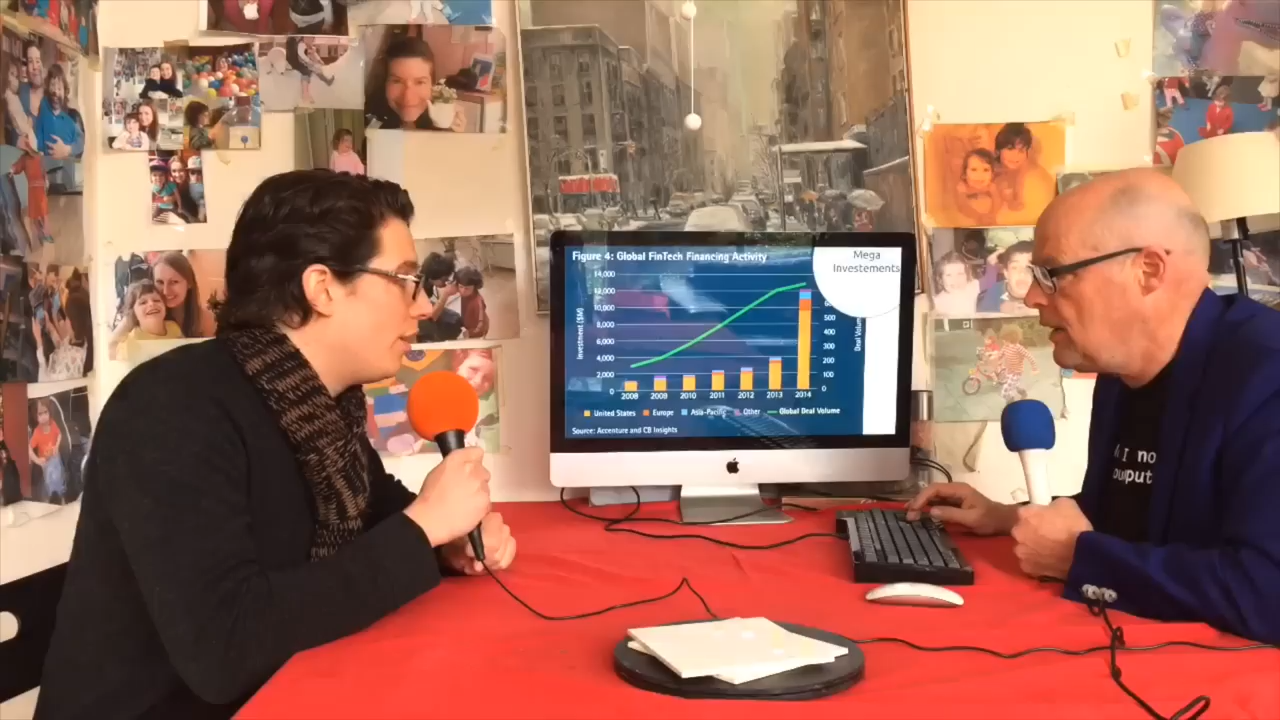 Figure 4: Global FinTech Financing Activity
Mega
Investements
14,000
12,000
10,000
8,000
6,000
4,000
2,000
0
Investment ($M)
500
400
300
200
100
0
Deal Volume
2008 2009 2010 2011 2012 2013 2014
United States Europe Asia-Pacific Other Global Deal Volume
Source: Accenture and CB Insights
I no